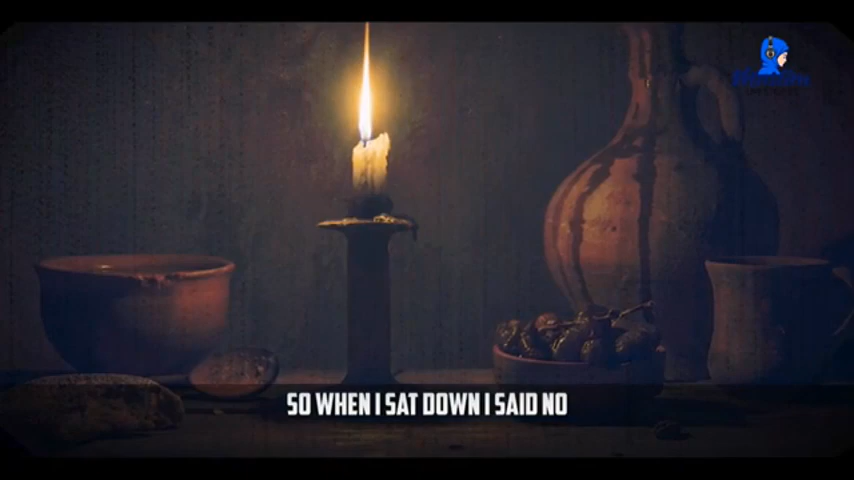 SO WHEN I SAT DOWN I SAID NO